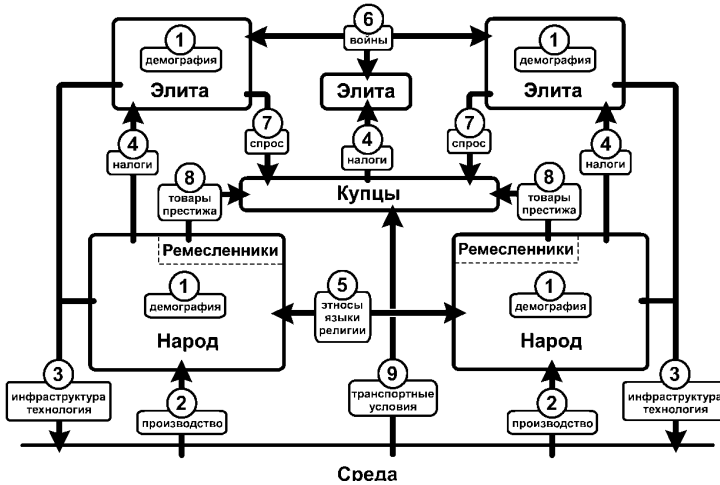 6
войны
1
демография
Элита
Элита
1
демография
Элита
7
спрос
4
налоги
7
спрос
4
налоги
4
налоги
8
товары
престижа
Купцы
8
товары
престижа
Ремесленники
Ремесленники
1
демография
Народ
5
этносы
языки
религии
1
демография
Народ
3
инфраструктура
технология
2
производство
9
транспортные
условия
2
производство
3
инфраструктура
технология
Среда